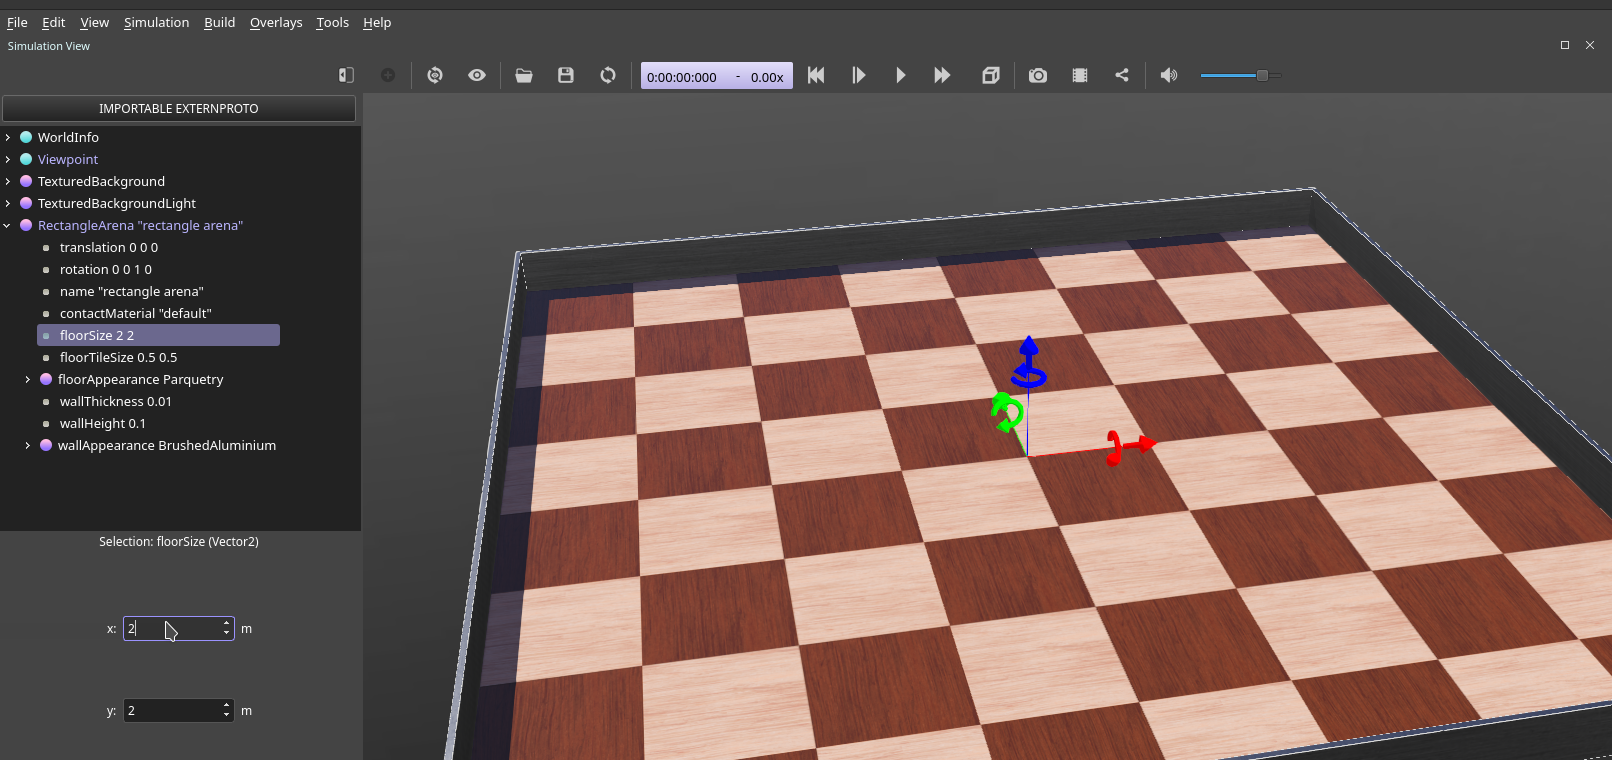 File Edit View Simulation Build Overlays Tools Help
Simulation View
0:00:00:000 - 0.00x
IMPORTABLE EXTERNPROTO
WorldInfo
Viewpoint
TexturedBackground
TexturedBackgroundLight
RectangleArena "rectangle arena"
translation 0 0 0
rotation 0 0 1 0
name "rectangle arena"
contactMaterial "default"
floorSize 2 2
floorTileSize 0.5 0.5
floorAppearance Parquetry
wallThickness 0.01
wallHeight 0.1
wallAppearance BrushedAluminium
Selection: floorSize (Vector2)
x: 2 m
y: 2 m